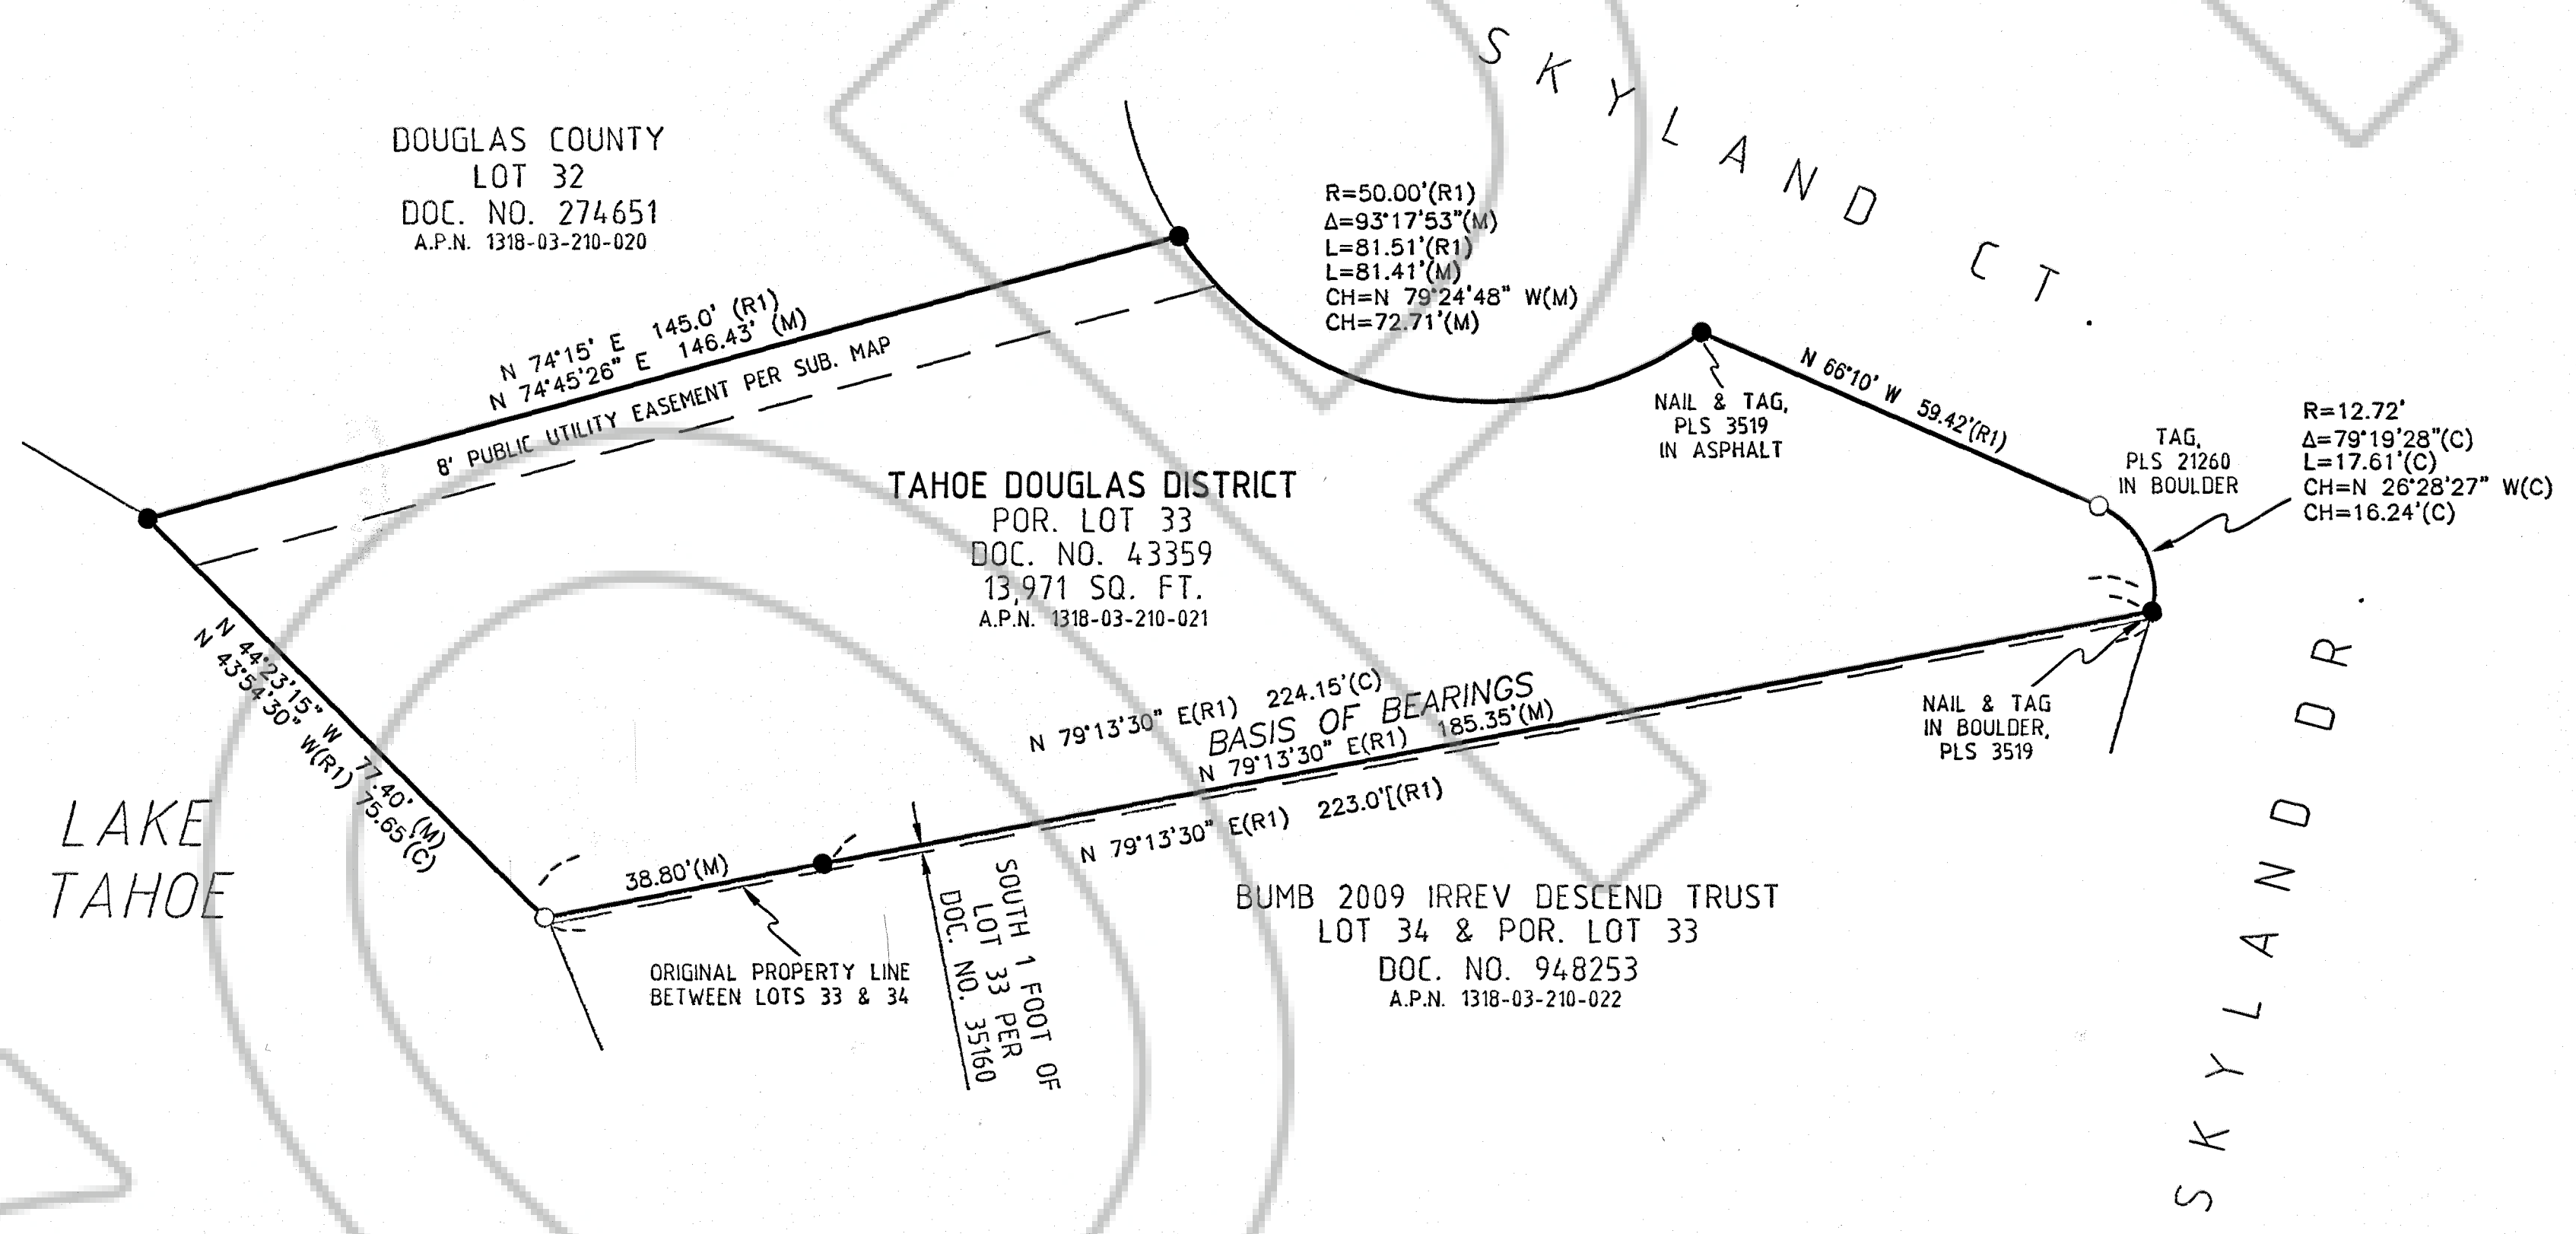 SKYLAND CT.
DOUGLAS COUNTY
LOT 32
DOC. NO. 274651
A.P.N. 1318-03-210-020
R=50.00'(R1)
Δ=93°17'53"(M)
L=81.51'(R1)
L=81.41'(M)
CH=N 79°24'48" W(M)
CH=72.71'(M)
N 74°15' E 145.0' (R1)
N 74°45'26" E 146.43' (M)
8' PUBLIC UTILITY EASEMENT PER SUB. MAP
NAIL & TAG,
PLS 3519
IN ASPHALT
N 66°10' W 59.42'(R1)
TAG,
PLS 21260
IN BOULDER
R=12.72'
Δ=79°19'28"(C)
L=17.61'(C)
CH=N 26°28'27" W(C)
CH=16.24'(C)
TAHOE DOUGLAS DISTRICT
POR. LOT 33
DOC. NO. 43359
13,971 SQ. FT.
A.P.N. 1318-03-210-021
N 44°23'15" W 77.40' (M)
N 43°54'30" W(R1) 75.65'(C)
LAKE
TAHOE
N 79°13'30" E(R1) 224.15'(C)
BASIS OF BEARINGS
N 79°13'30" E(R1) 185.35'(M)
N 79°13'30" E(R1) 223.0'[(R1)
38.80'(M)
NAIL & TAG
IN BOULDER,
PLS 3519
ORIGINAL PROPERTY LINE
BETWEEN LOTS 33 & 34
SOUTH 1 FOOT OF
LOT 33 PER
DOC. NO. 35160
BUMB 2009 IRREV DESCEND TRUST
LOT 34 & POR. LOT 33
DOC. NO. 948253
A.P.N. 1318-03-210-022
SKYLAND DR.